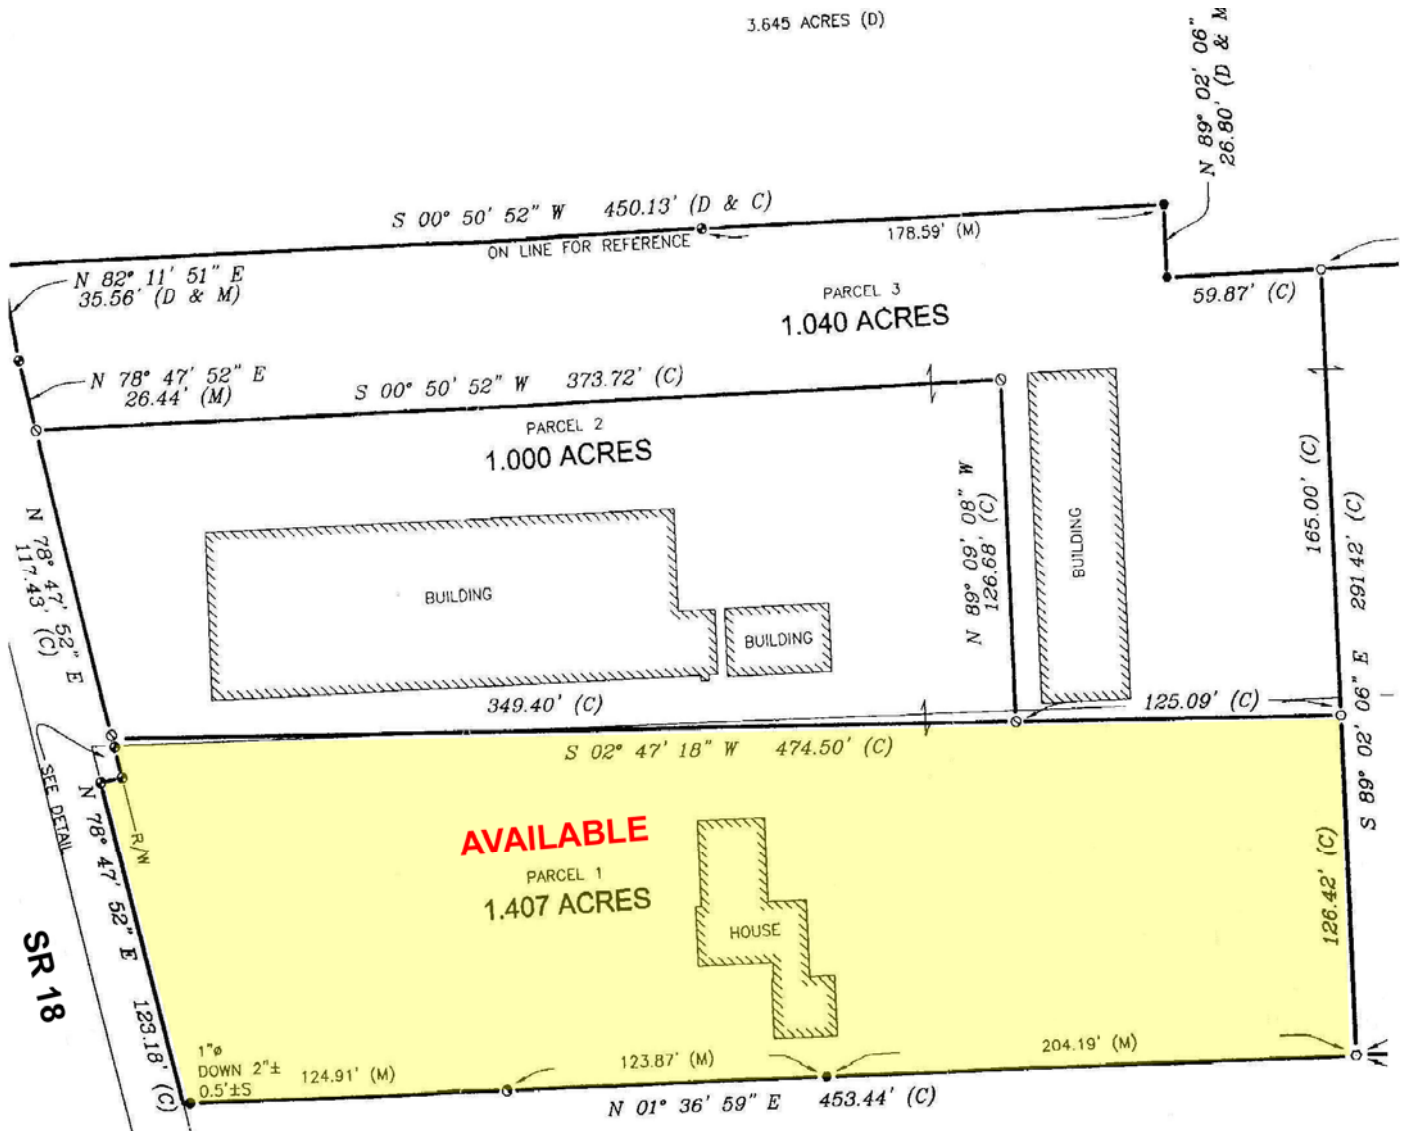 3.645 ACRES (D)
N 89° 02' 06"
26.80' (D & M
S 00° 50' 52" W 450.13' (D & C)
ON LINE FOR REFERENCE
178.59' (M)
N 82° 11' 51" E
35.56' (D & M)
59.87' (C)
PARCEL 3
1.040 ACRES
N 78° 47' 52" E
26.44' (M)
S 00° 50' 52" W 373.72' (C)
PARCEL 2
1.000 ACRES
N 78° 47' 52" E
117.43' (C)
BUILDING
BUILDING
N 89° 09' 08" W
126.68' (C)
BUILDING
165.00' (C)
S 89° 02' 06" E 291.42' (C)
349.40' (C)
125.09' (C)
S 02° 47' 18" W 474.50' (C)
SEE DETAIL
R/W
N 78° 47' 52" E 123.18' (C)
AVAILABLE
PARCEL 1
1.407 ACRES
HOUSE
126.42' (C)
SR 18
1"ø
DOWN 2"±
0.5'±S
124.91' (M)
123.87' (M)
204.19' (M)
N 01° 36' 59" E 453.44' (C)